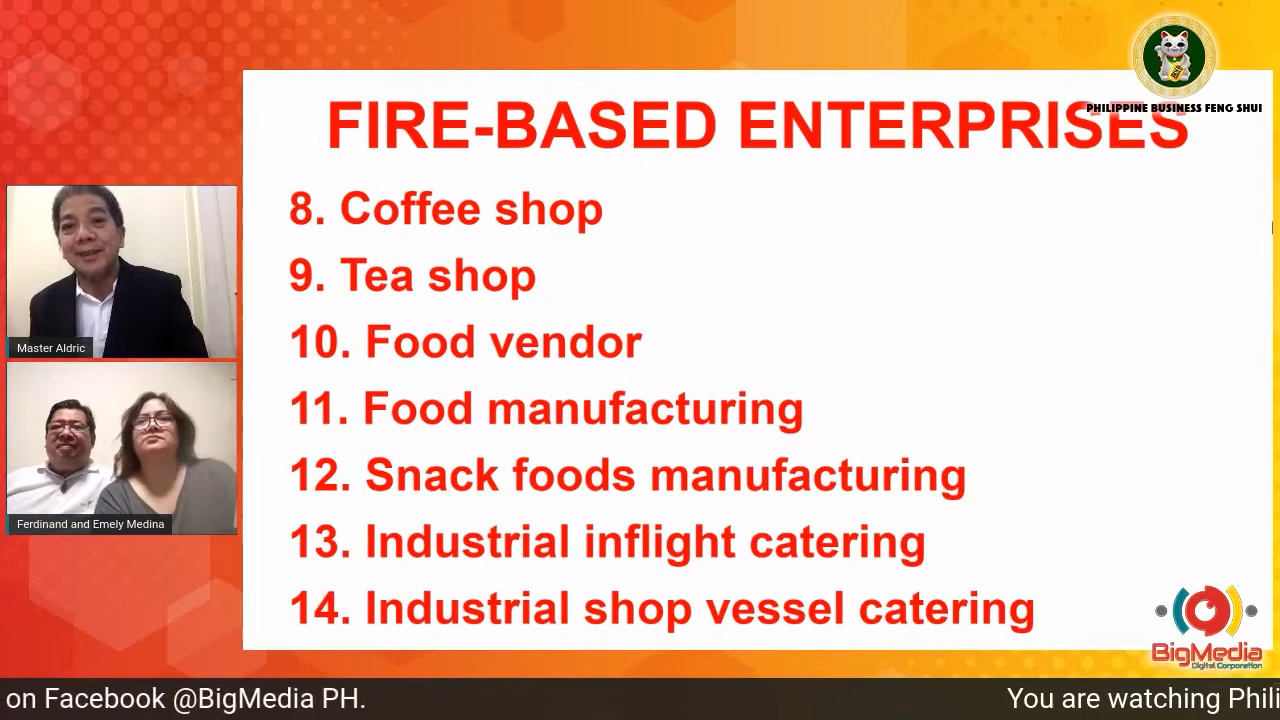 PHILIPPINE BUSINESS FENG SHUI
FIRE-BASED ENTERPRISES
8. Coffee shop
9. Tea shop
10. Food vendor
11. Food manufacturing
12. Snack foods manufacturing
13. Industrial inflight catering
14. Industrial shop vessel catering
Master Aldric
Ferdinand and Emely Medina
BigMedia
Digital Corporation
on Facebook @BigMedia PH.
You are watching Phili